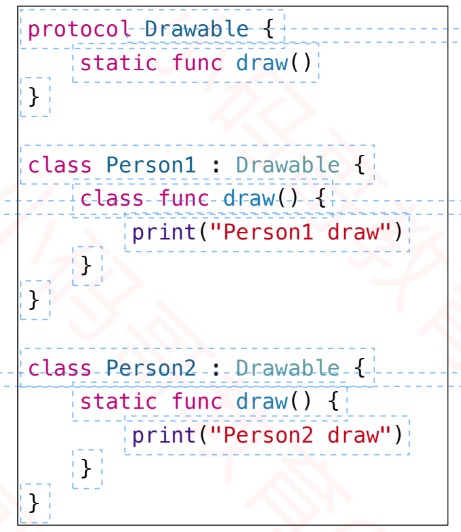 protocol Drawable {
    static func draw()
}

class Person1 : Drawable {
    class func draw() {
        print("Person1 draw")
    }
}

class Person2 : Drawable {
    static func draw() {
        print("Person2 draw")
    }
}